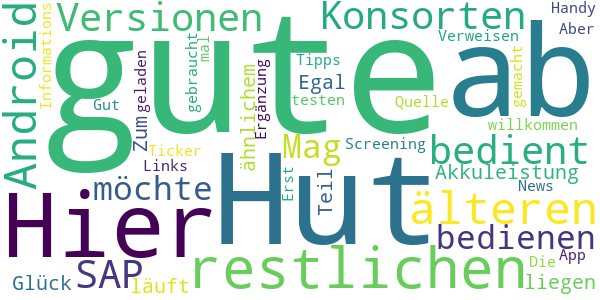 Versionen
Konsorten
Handy
Aber
Verweisen
Android
Informations
gute
ab
geladen
gebraucht
mal
Tipps
Egal
testen
Quelle
gemacht
willkommen
Gut
Zum
ähnlichem
Ergänzung
Mag
Screening
bedient
Akkuleistung
Ticker
Links
Hier
möchte
Hut
Erst
Teil
News
älteren
bedienen
App
Glück
SAP
läuft
restlichen
Die
liegen